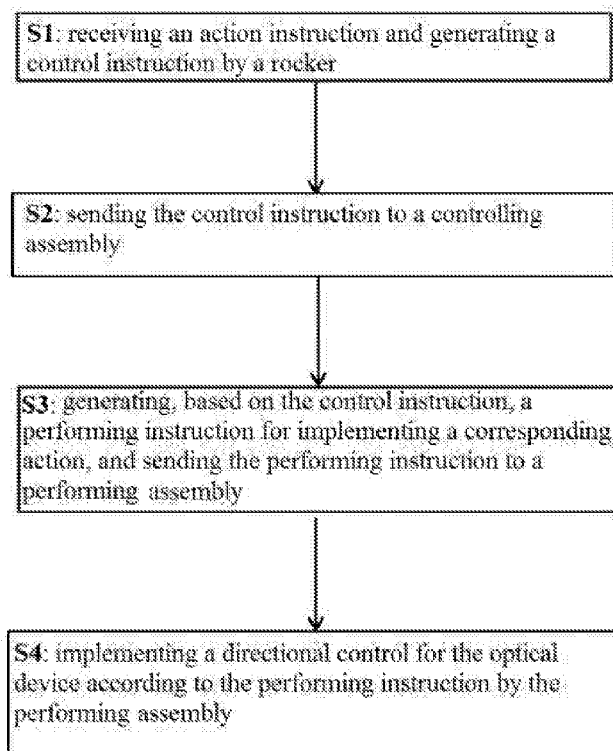 S1: receiving an action instruction and generating a
control instruction by a rocker
S2: sending the control instruction to a controlling
assembly
S3: generating, based on the control instruction, a
performing instruction for implementing a corresponding
action, and sending the performing instruction to a
performing assembly
S4: implementing a directional control for the optical
device according to the performing instruction by the
performing assembly